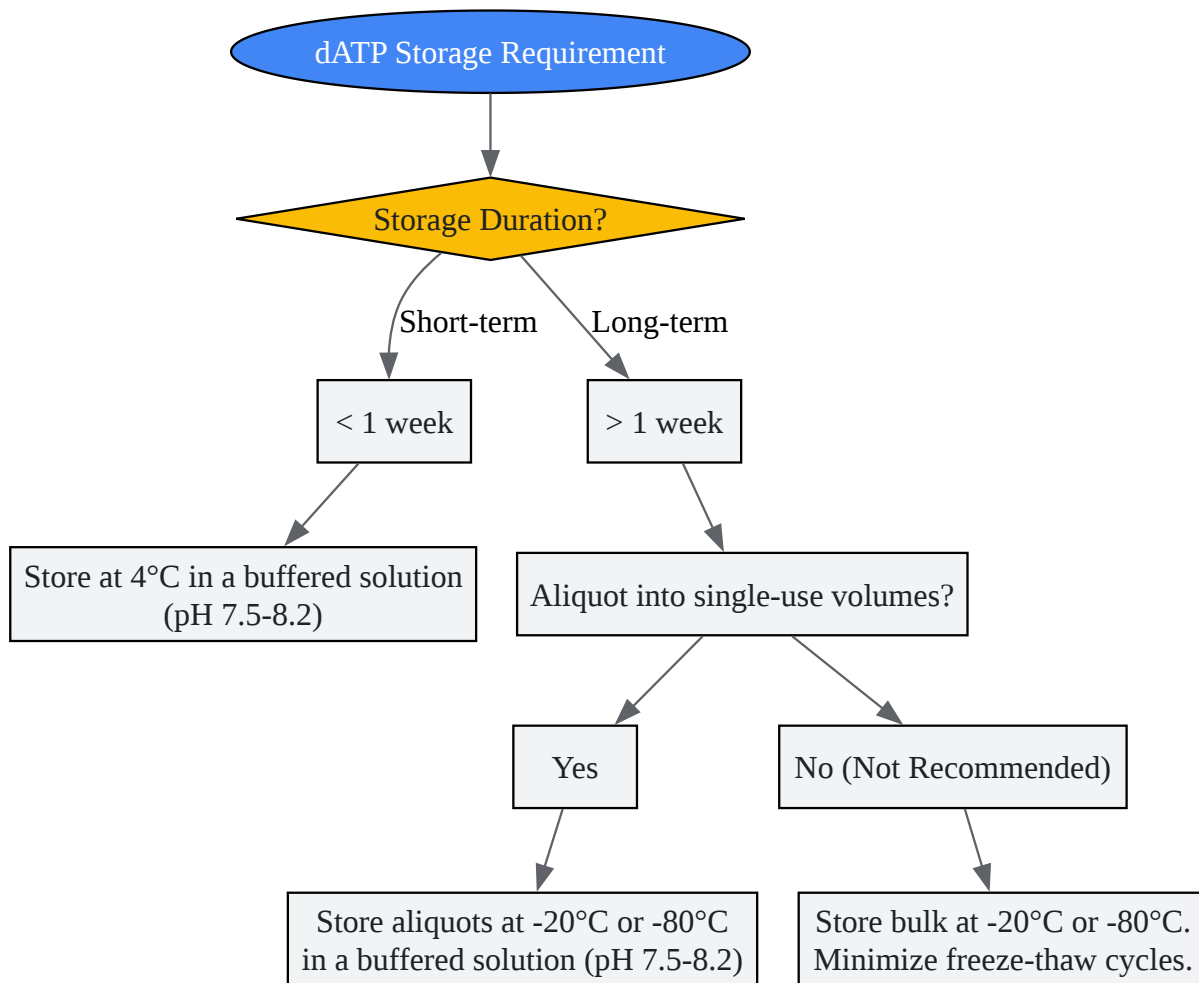 dATP Storage Requirement
Storage Duration?
Short-term
Long-term
< 1 week
> 1 week
Store at 4°C in a buffered solution
(pH 7.5-8.2)
Aliquot into single-use volumes?
Yes
No (Not Recommended)
Store aliquots at -20°C or -80°C
in a buffered solution (pH 7.5-8.2)
Store bulk at -20°C or -80°C.
Minimize freeze-thaw cycles.